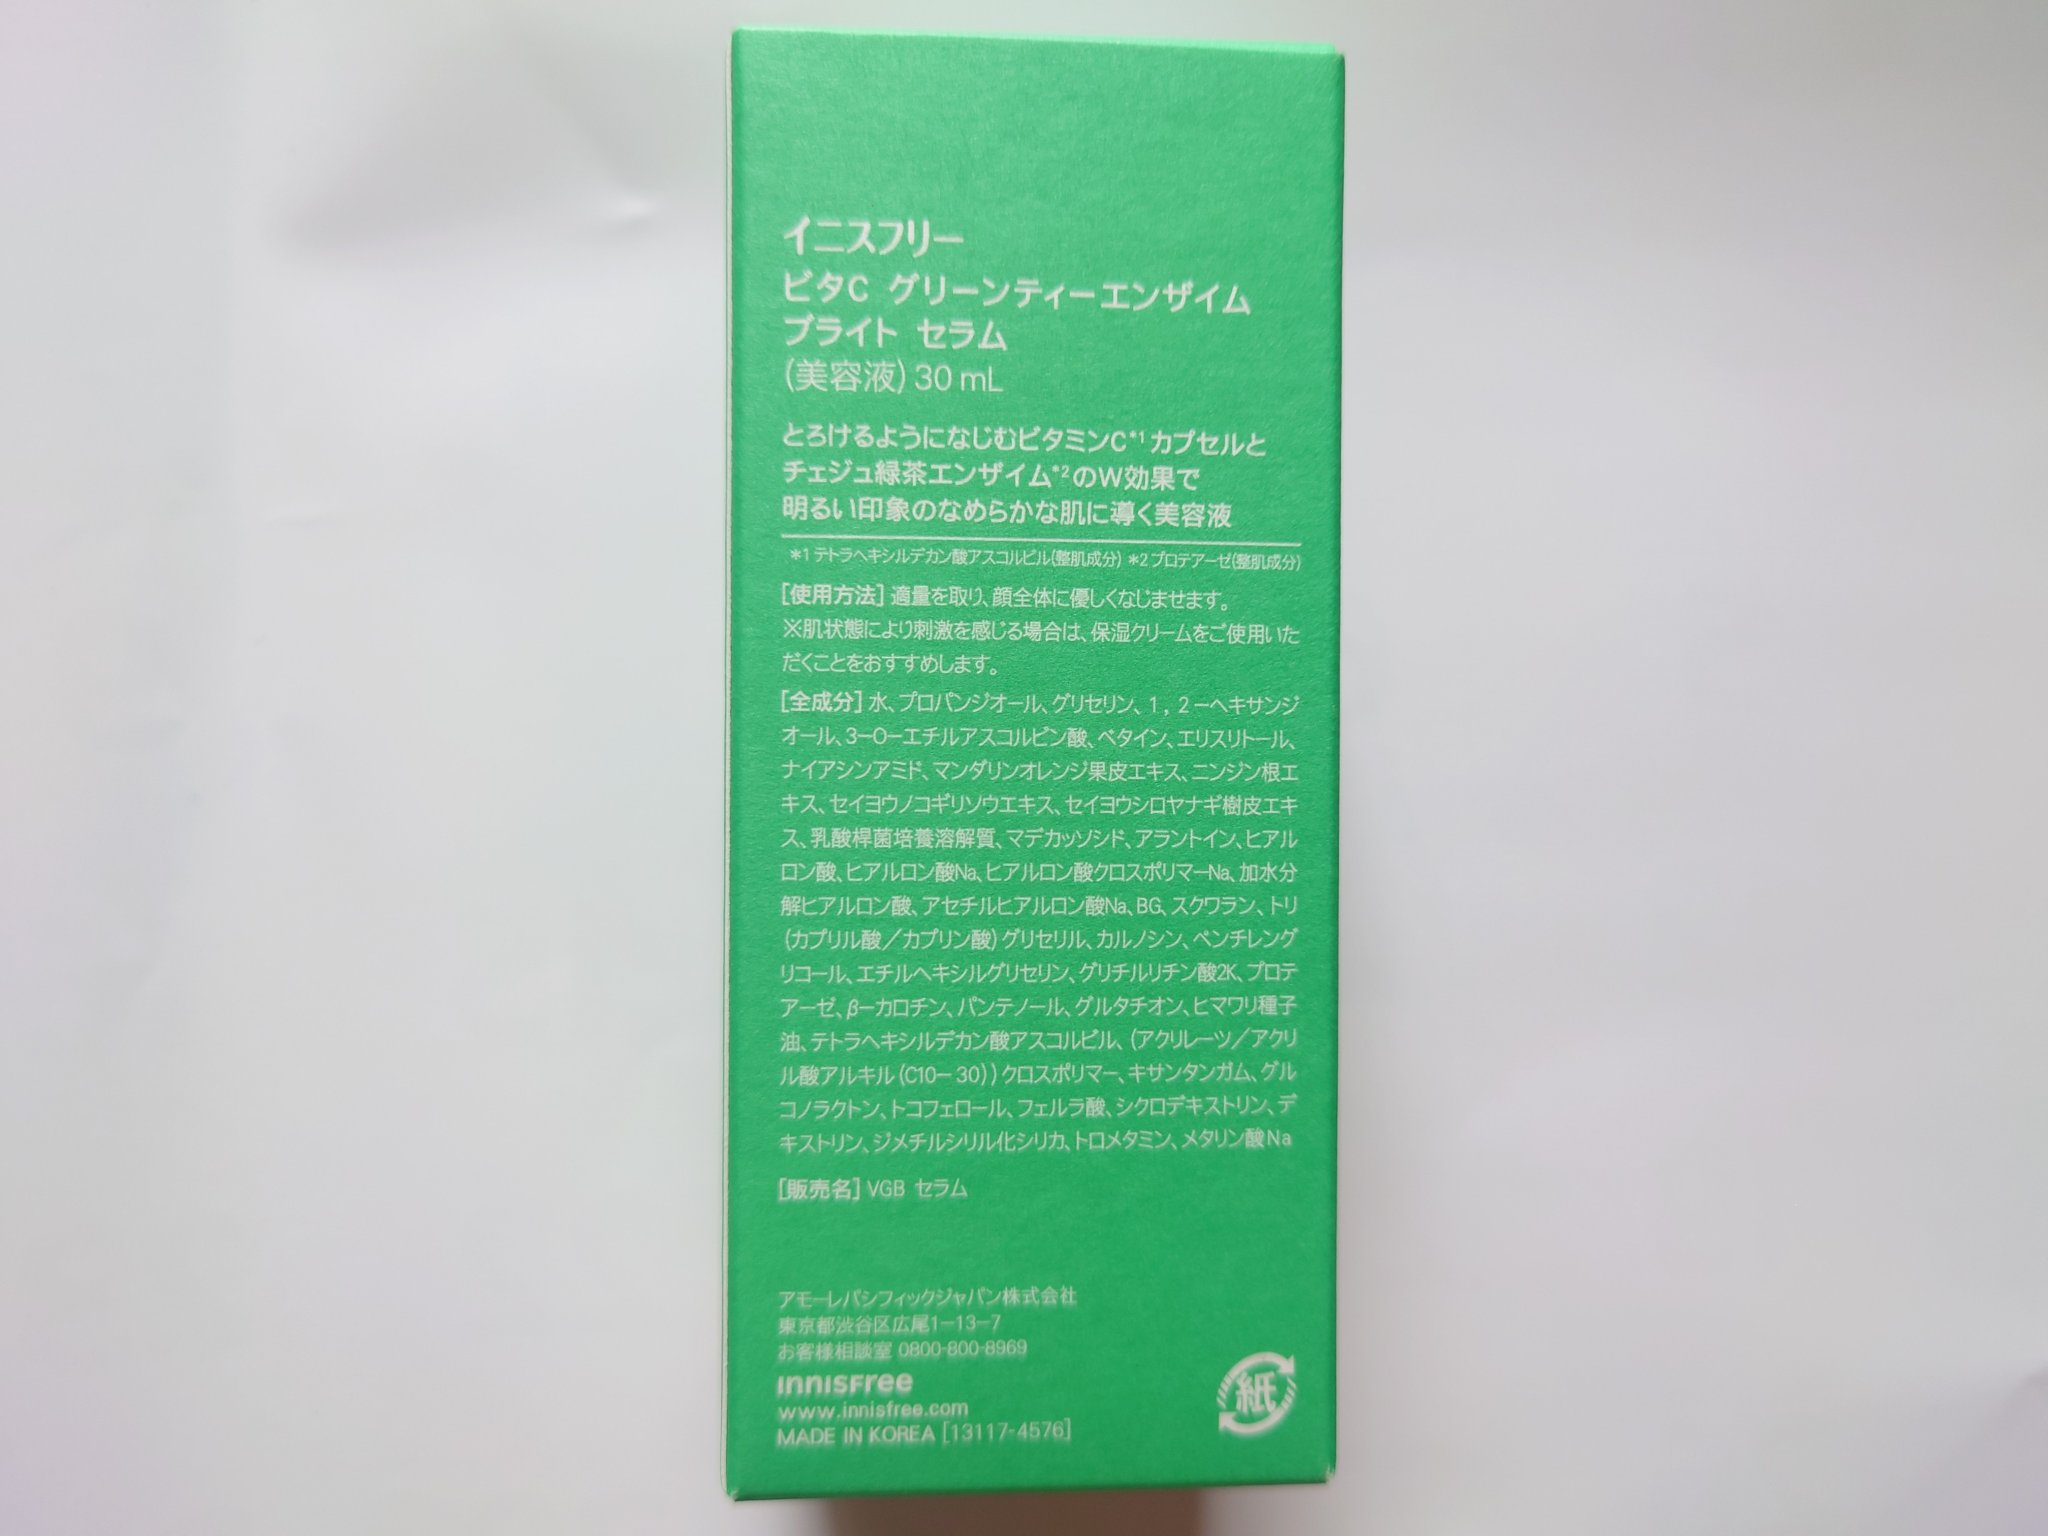 イニスフリー
ビタC グリーンティーエンザイム
ブライト セラム
(美容液) 30 mL
とろけるようになじむビタミンC*1 カプセルと
チェジュ緑茶エンザイム*2 のW効果で
明るい印象のなめらかな肌に導く美容液
*1 テトラヘキシルデカン酸アスコルビル(整肌成分) *2 プロテアーゼ(整肌成分)
[使用方法] 適量を取り、顔全体に優しくなじませます。
※肌状態により刺激を感じる場合は、保湿クリームをご使用いた
だくことをおすすめします。
[全成分] 水、プロパンジオール、グリセリン、1，2－ヘキサンジ
オール、3－O－エチルアスコルビン酸、ベタイン、エリスリトール、
ナイアシンアミド、マンダリンオレンジ果皮エキス、ニンジン根エ
キス、セイヨウノコギリソウエキス、セイヨウシロヤナギ樹皮エキ
ス、乳酸桿菌培養溶解質、マデカッソシド、アラントイン、ヒアル
ロン酸、ヒアルロン酸Na、ヒアルロン酸クロスポリマーNa、加水分
解ヒアルロン酸、アセチルヒアルロン酸Na、BG、スクワラン、トリ
(カプリル酸／カプリン酸) グリセリル、カルノシン、ペンチレング
リコール、エチルヘキシルグリセリン、グリチルリチン酸2K、プロテ
アーゼ、β－カロチン、パンテノール、グルタチオン、ヒマワリ種子
油、テトラヘキシルデカン酸アスコルビル、(アクリレーツ／アクリ
ル酸アルキル (C10－30)) クロスポリマー、キサンタンガム、グル
コノラクトン、トコフェロール、フェルラ酸、シクロデキストリン、デ
キストリン、ジメチルシリル化シリカ、トロメタミン、メタリン酸Na
[販売名] VGB セラム
アモーレパシフィックジャパン株式会社
東京都渋谷区広尾1－13－7
お客様相談室 0800-800-8969
innisfree
www.innisfree.com
MADE IN KOREA [13117-4576]
紙